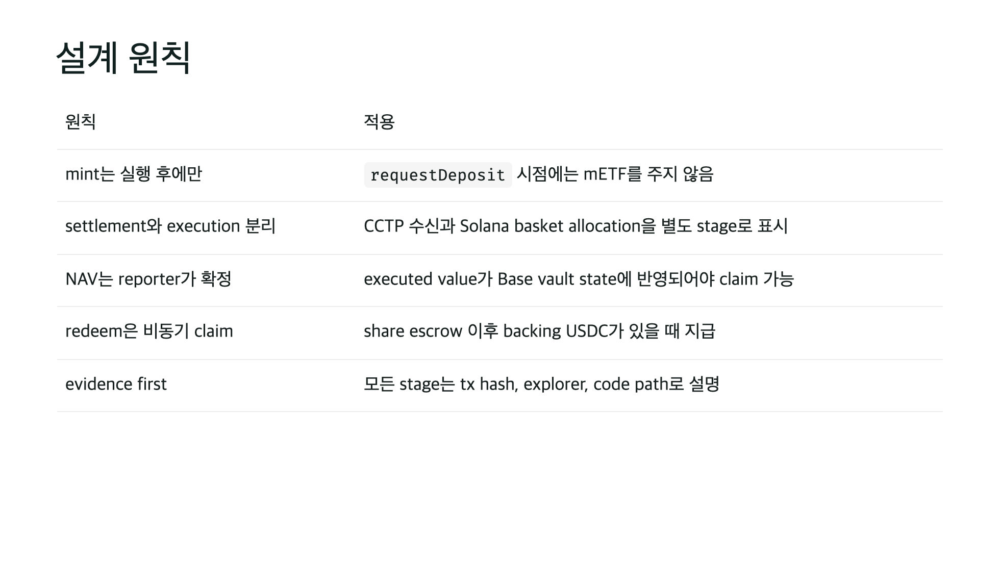 설계 원칙
원칙 적용
mint는 실행 후에만 requestDeposit 시점에는 mETF를 주지 않음
settlement와 execution 분리 CCTP 수신과 Solana basket allocation을 별도 stage로 표시
NAV는 reporter가 확정 executed value가 Base vault state에 반영되어야 claim 가능
redeem은 비동기 claim share escrow 이후 backing USDC가 있을 때 지급
evidence first 모든 stage는 tx hash, explorer, code path로 설명